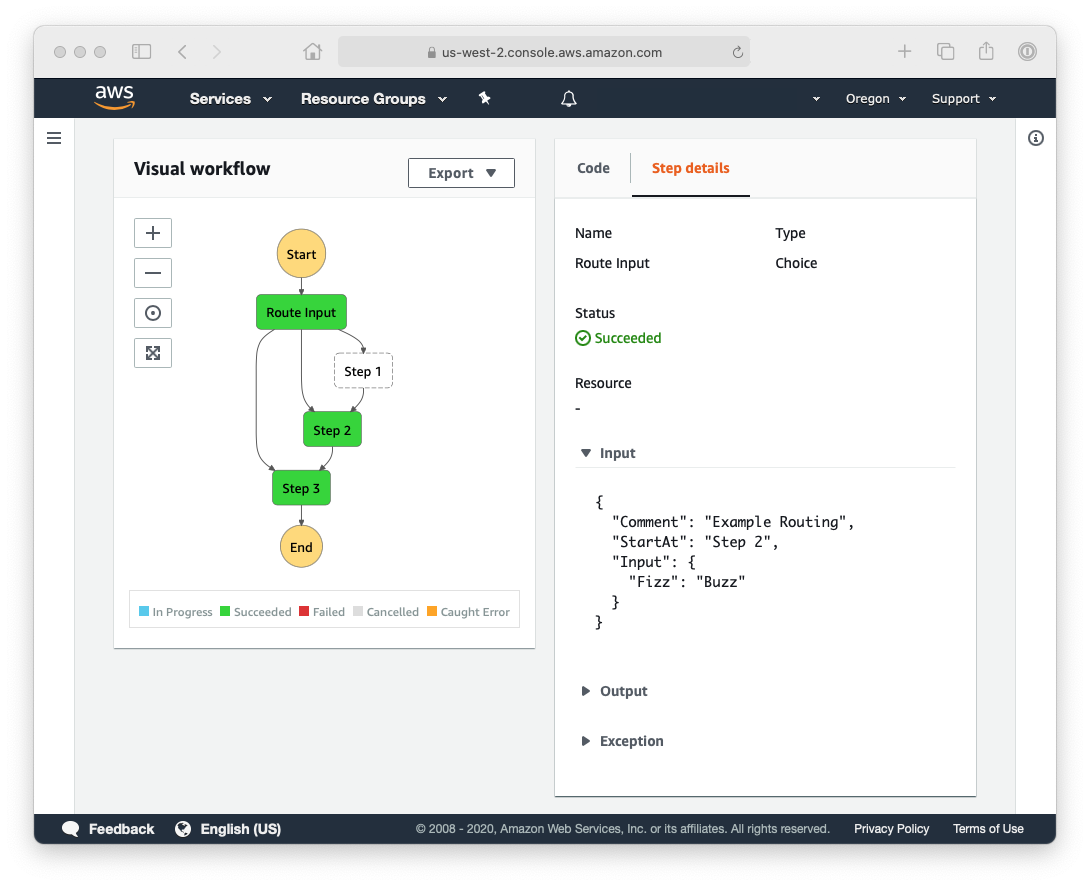 us-west-2.console.aws.amazon.com
aws
Services
Resource Groups
Oregon
Support
Visual workflow
Export
Start
Route Input
Step 1
Step 2
Step 3
End
In Progress
Succeeded
Failed
Cancelled
Caught Error
Code
Step details
Name
Type
Route Input
Choice
Status
Succeeded
Resource
-
Input
{
"Comment": "Example Routing",
"StartAt": "Step 2",
"Input": {
"Fizz": "Buzz"
}
}
Output
Exception
Feedback
English (US)
© 2008 - 2020, Amazon Web Services, Inc. or its affiliates. All rights reserved.
Privacy Policy
Terms of Use